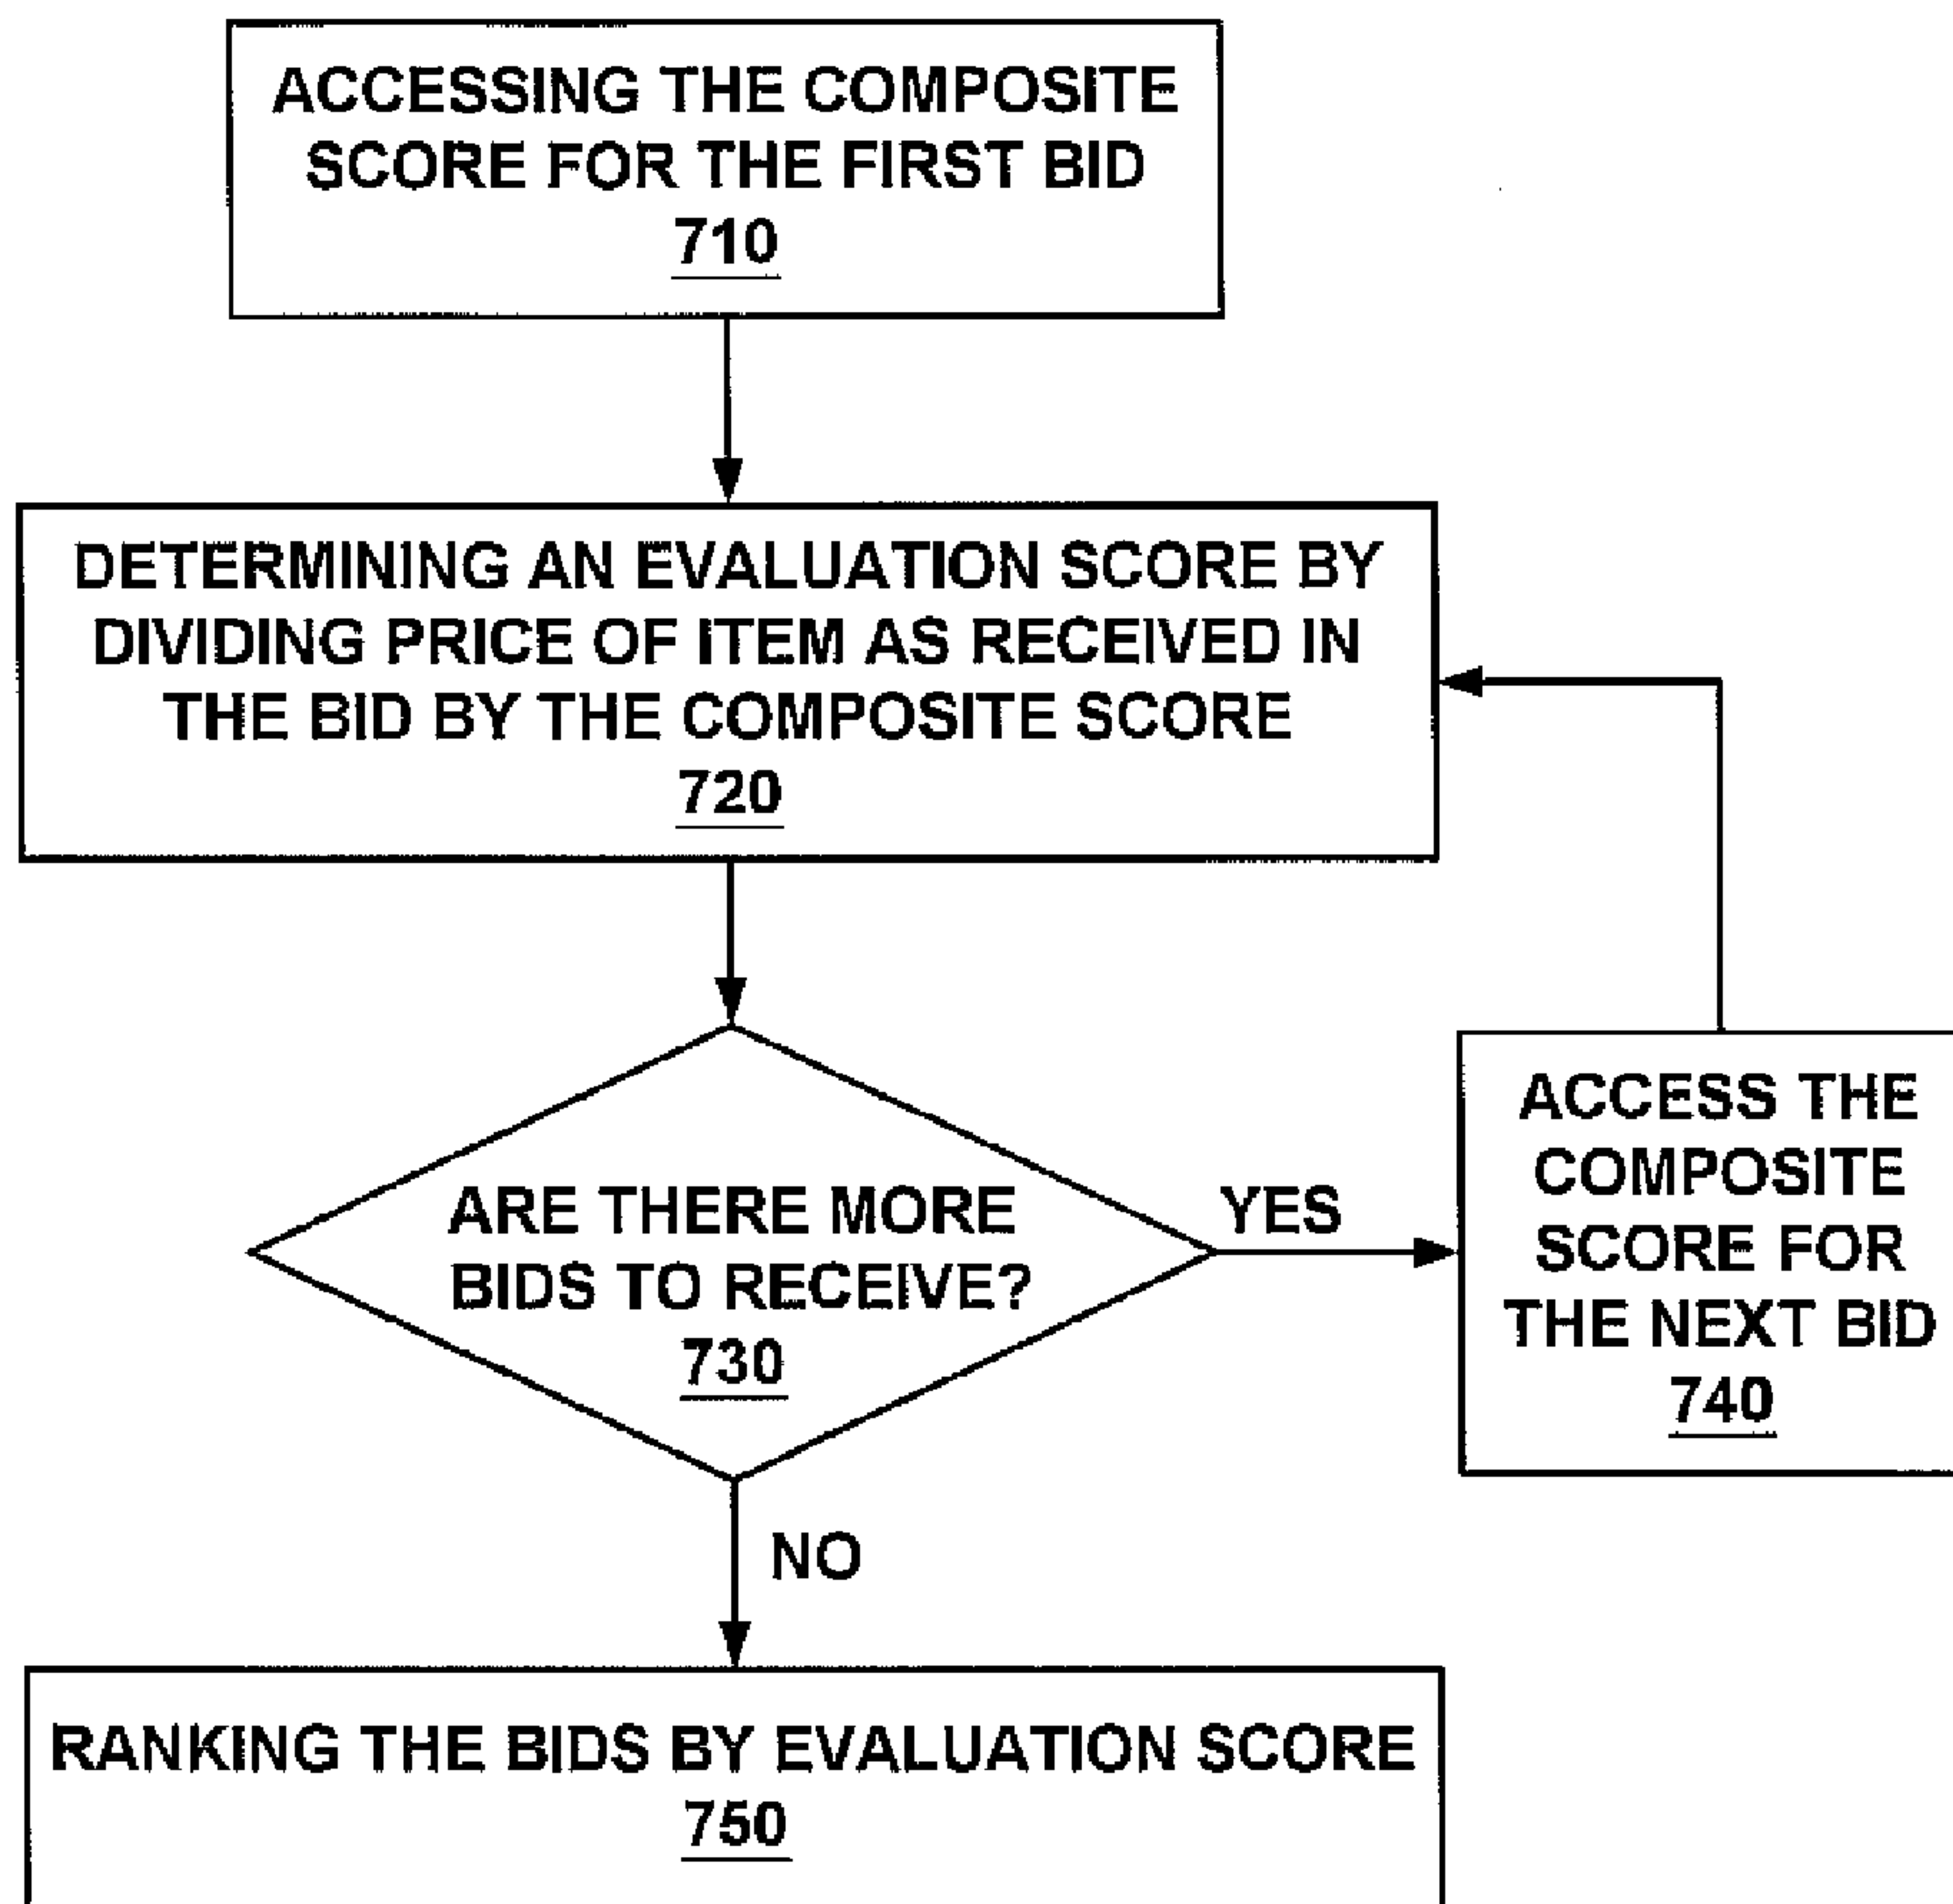 ACCESSING THE COMPOSITE
SCORE FOR THE FIRST BID
710
DETERMINING AN EVALUATION SCORE BY
DIVIDING PRICE OF ITEM AS RECEIVED IN
THE BID BY THE COMPOSITE SCORE
720
ARE THERE MORE
BIDS TO RECEIVE?
730
YES
ACCESS THE
COMPOSITE
SCORE FOR
THE NEXT BID
740
NO
RANKING THE BIDS BY EVALUATION SCORE
750